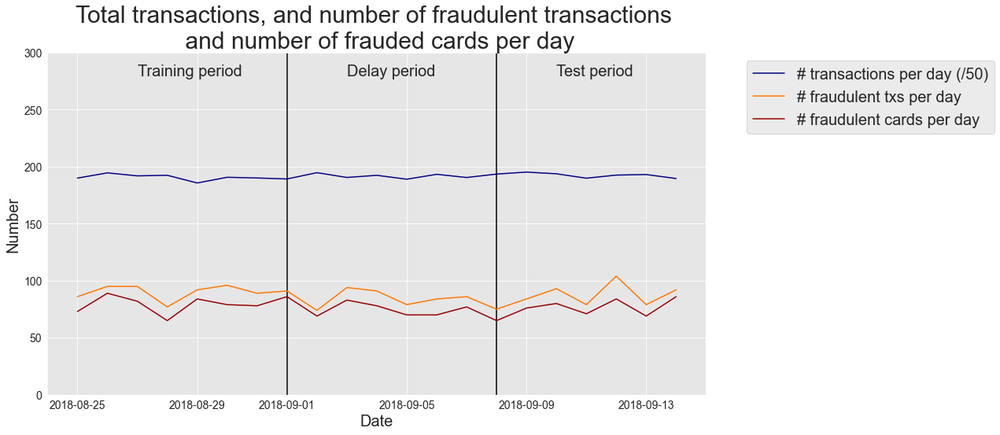 Total transactions, and number of fraudulent transactions
and number of frauded cards per day
300
250
200
150
100
50
0
Number
Training period
Delay period
Test period
2018-08-25
2018-08-29
2018-09-01
2018-09-05
2018-09-09
2018-09-13
Date
# transactions per day (/50)
# fraudulent txs per day
# fraudulent cards per day